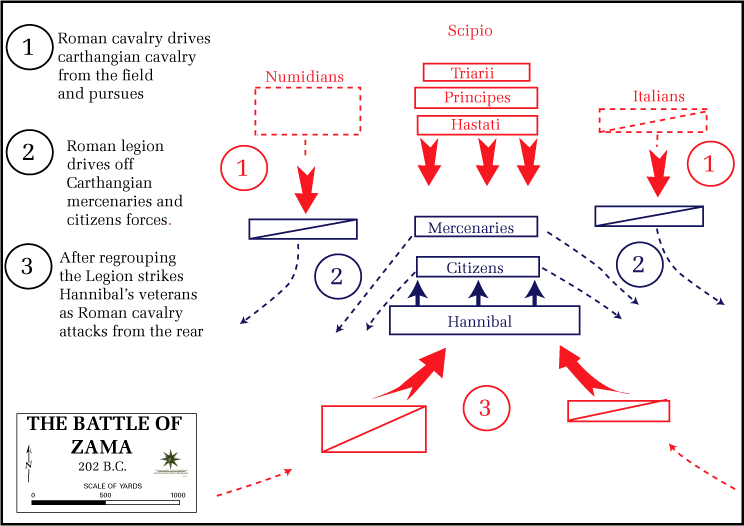 1
Roman cavalry drives
carthangian cavalry
from the field
and pursues
2
Roman legion
drives off
Carthangian
mercenaries and
citizens forces.
3
After regrouping
the Legion strikes
Hannibal's veterans
as Roman cavalry
attacks from the rear
Scipio
Numidians
Triarii
Principes
Hastati
Italians
1
1
Mercenaries
Citizens
2
2
Hannibal
3
THE BATTLE OF
ZAMA
202 B.C.
N
SCALE OF YARDS
0 500 1000